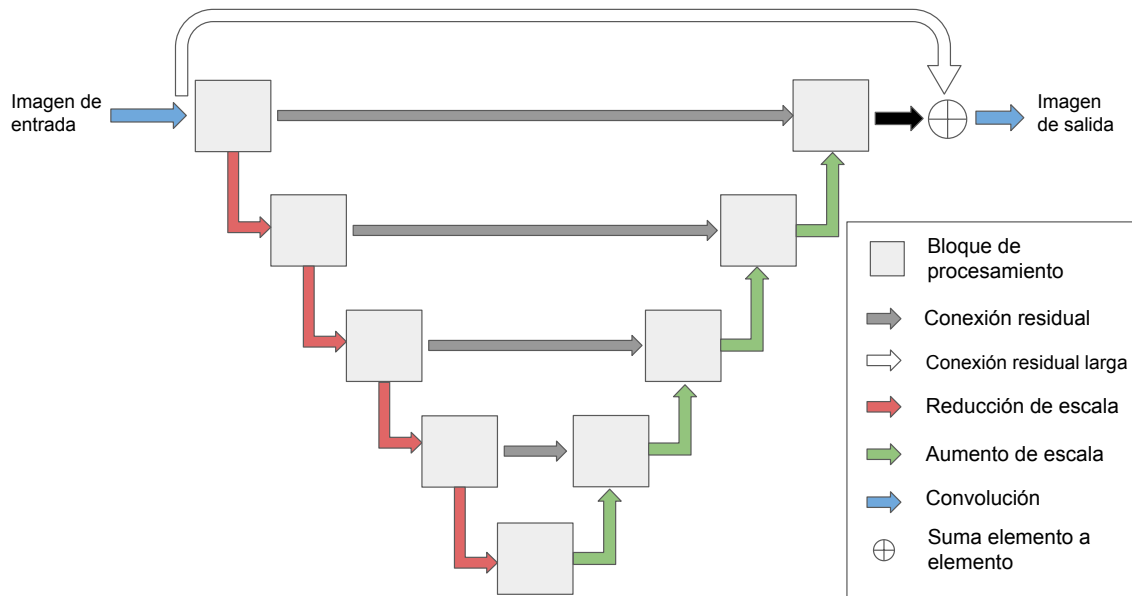 Imagen de
entrada
Imagen
de salida
Bloque de
procesamiento
Conexión residual
Conexión residual larga
Reducción de escala
Aumento de escala
Convolución
Suma elemento a
elemento